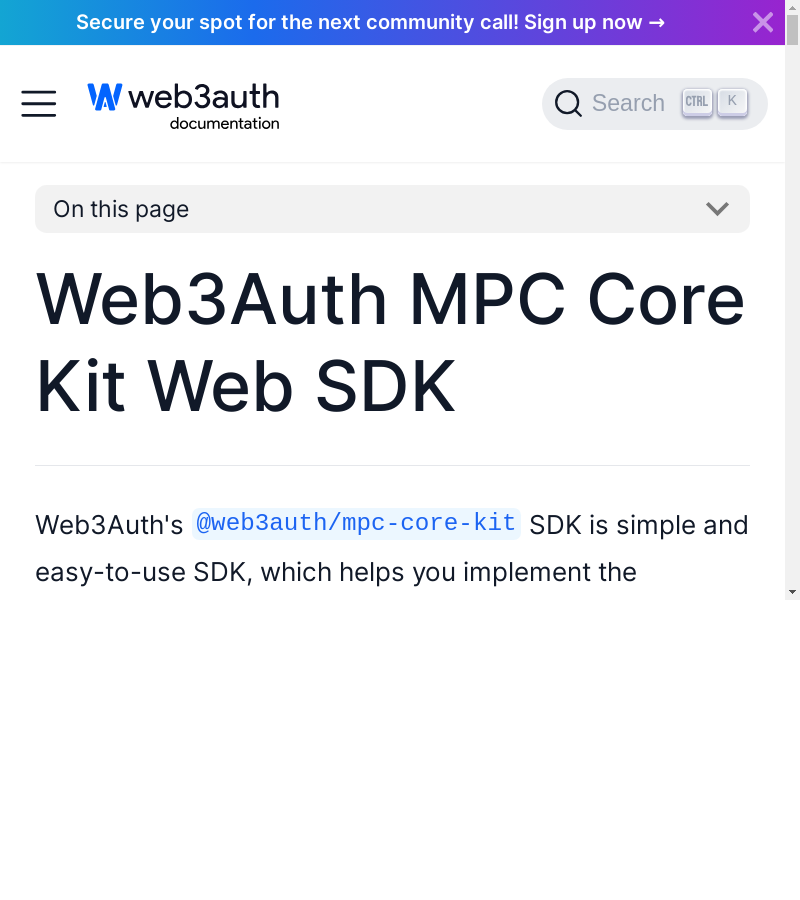 Secure your spot for the next community call! Sign up now →
web3auth
documentation
Search CTRL K
On this page
Web3Auth MPC Core
Kit Web SDK
Web3Auth's @web3auth/mpc-core-kit SDK is simple and
easy-to-use SDK, which helps you implement the